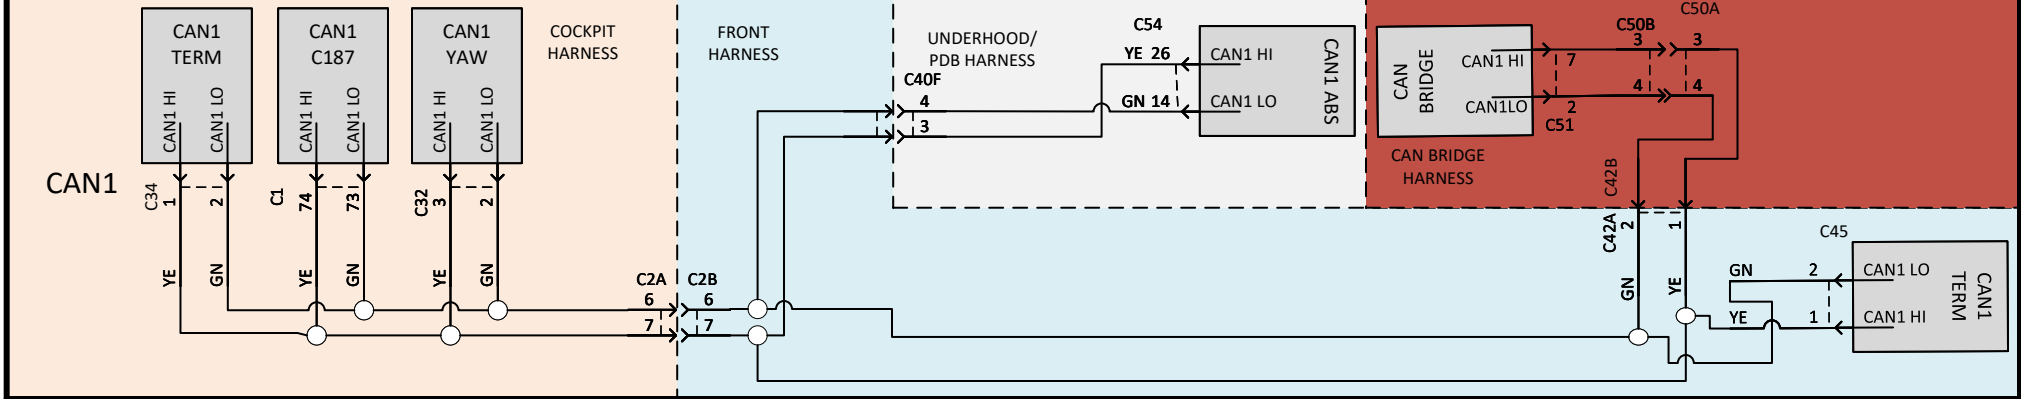 CAN1
CAN1
TERM
CAN1 HI
CAN1 LO
C34
1
2
YE
GN
CAN1
C187
CAN1 HI
CAN1 LO
C1
74
73
YE
GN
CAN1
YAW
CAN1 HI
CAN1 LO
C32
3
2
YE
GN
COCKPIT
HARNESS
C2A
6
7
FRONT
HARNESS
C2B
6
7
UNDERHOOD/
PDB HARNESS
C40F
4
3
C54
YE 26
GN 14
CAN1 HI
CAN1 LO
CAN1 ABS
CAN
BRIDGE
CAN1 HI
CAN1LO
7
2
C51
C50B
3
4
C50A
3
4
CAN BRIDGE
HARNESS
C42B
C42A
2
1
GN
YE
C45
GN
2
YE
1
CAN1 LO
CAN1 HI
CAN1
TERM